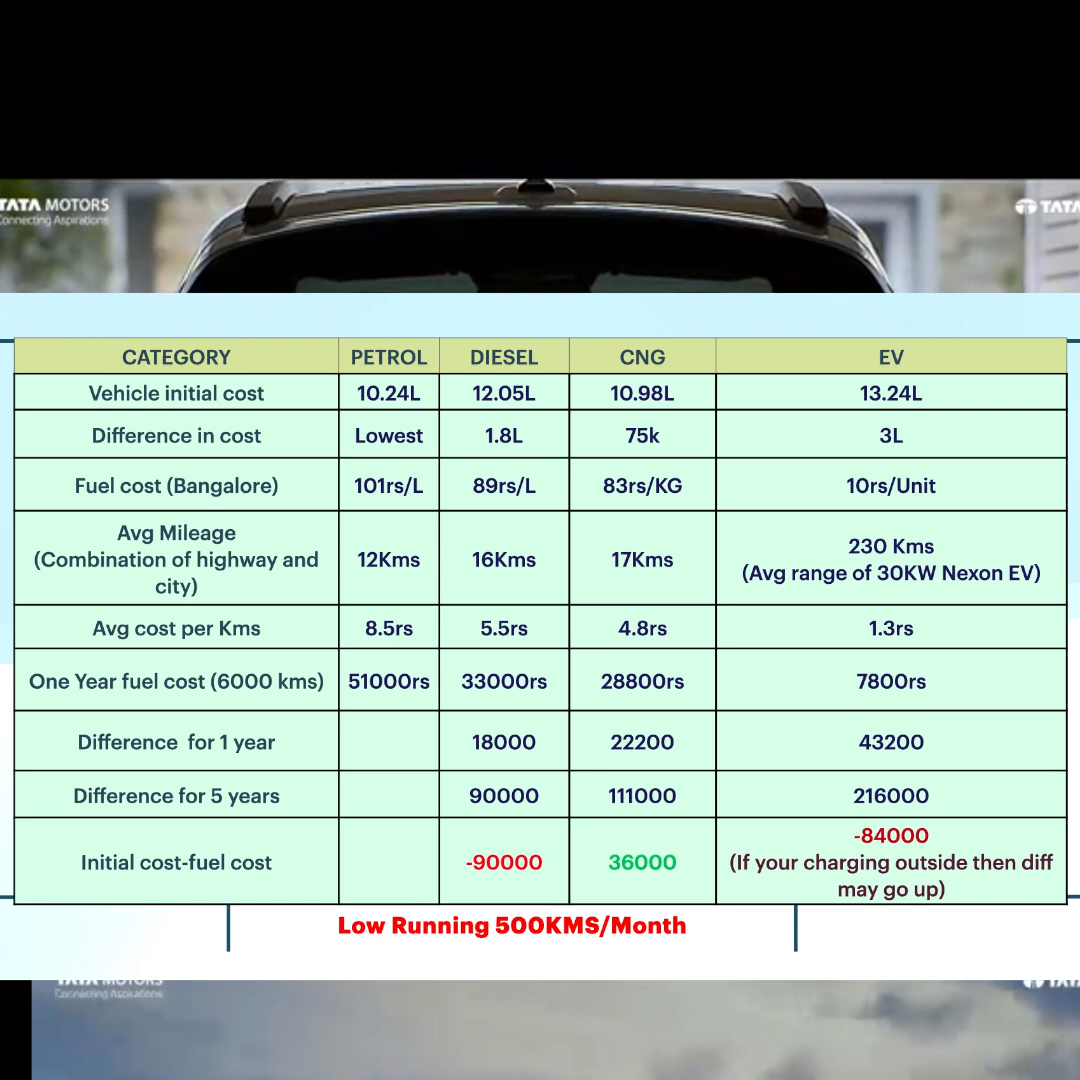 TATA MOTORS
Connecting Aspirations
TATA
CATEGORY PETROL DIESEL CNG EV
Vehicle initial cost 10.24L 12.05L 10.98L 13.24L
Difference in cost Lowest 1.8L 75k 3L
Fuel cost (Bangalore) 101rs/L 89rs/L 83rs/KG 10rs/Unit
Avg Mileage
(Combination of highway and
city) 12Kms 16Kms 17Kms
230 Kms
(Avg range of 30KW Nexon EV)
Avg cost per Kms 8.5rs 5.5rs 4.8rs 1.3rs
One Year fuel cost (6000 kms) 51000rs 33000rs 28800rs 7800rs
Difference for 1 year 18000 22200 43200
Difference for 5 years 90000 111000 216000
Initial cost-fuel cost -90000 36000
-84000
(If your charging outside then diff
may go up)
Low Running 500KMS/Month
TATA MOTORS
Connecting Aspirations